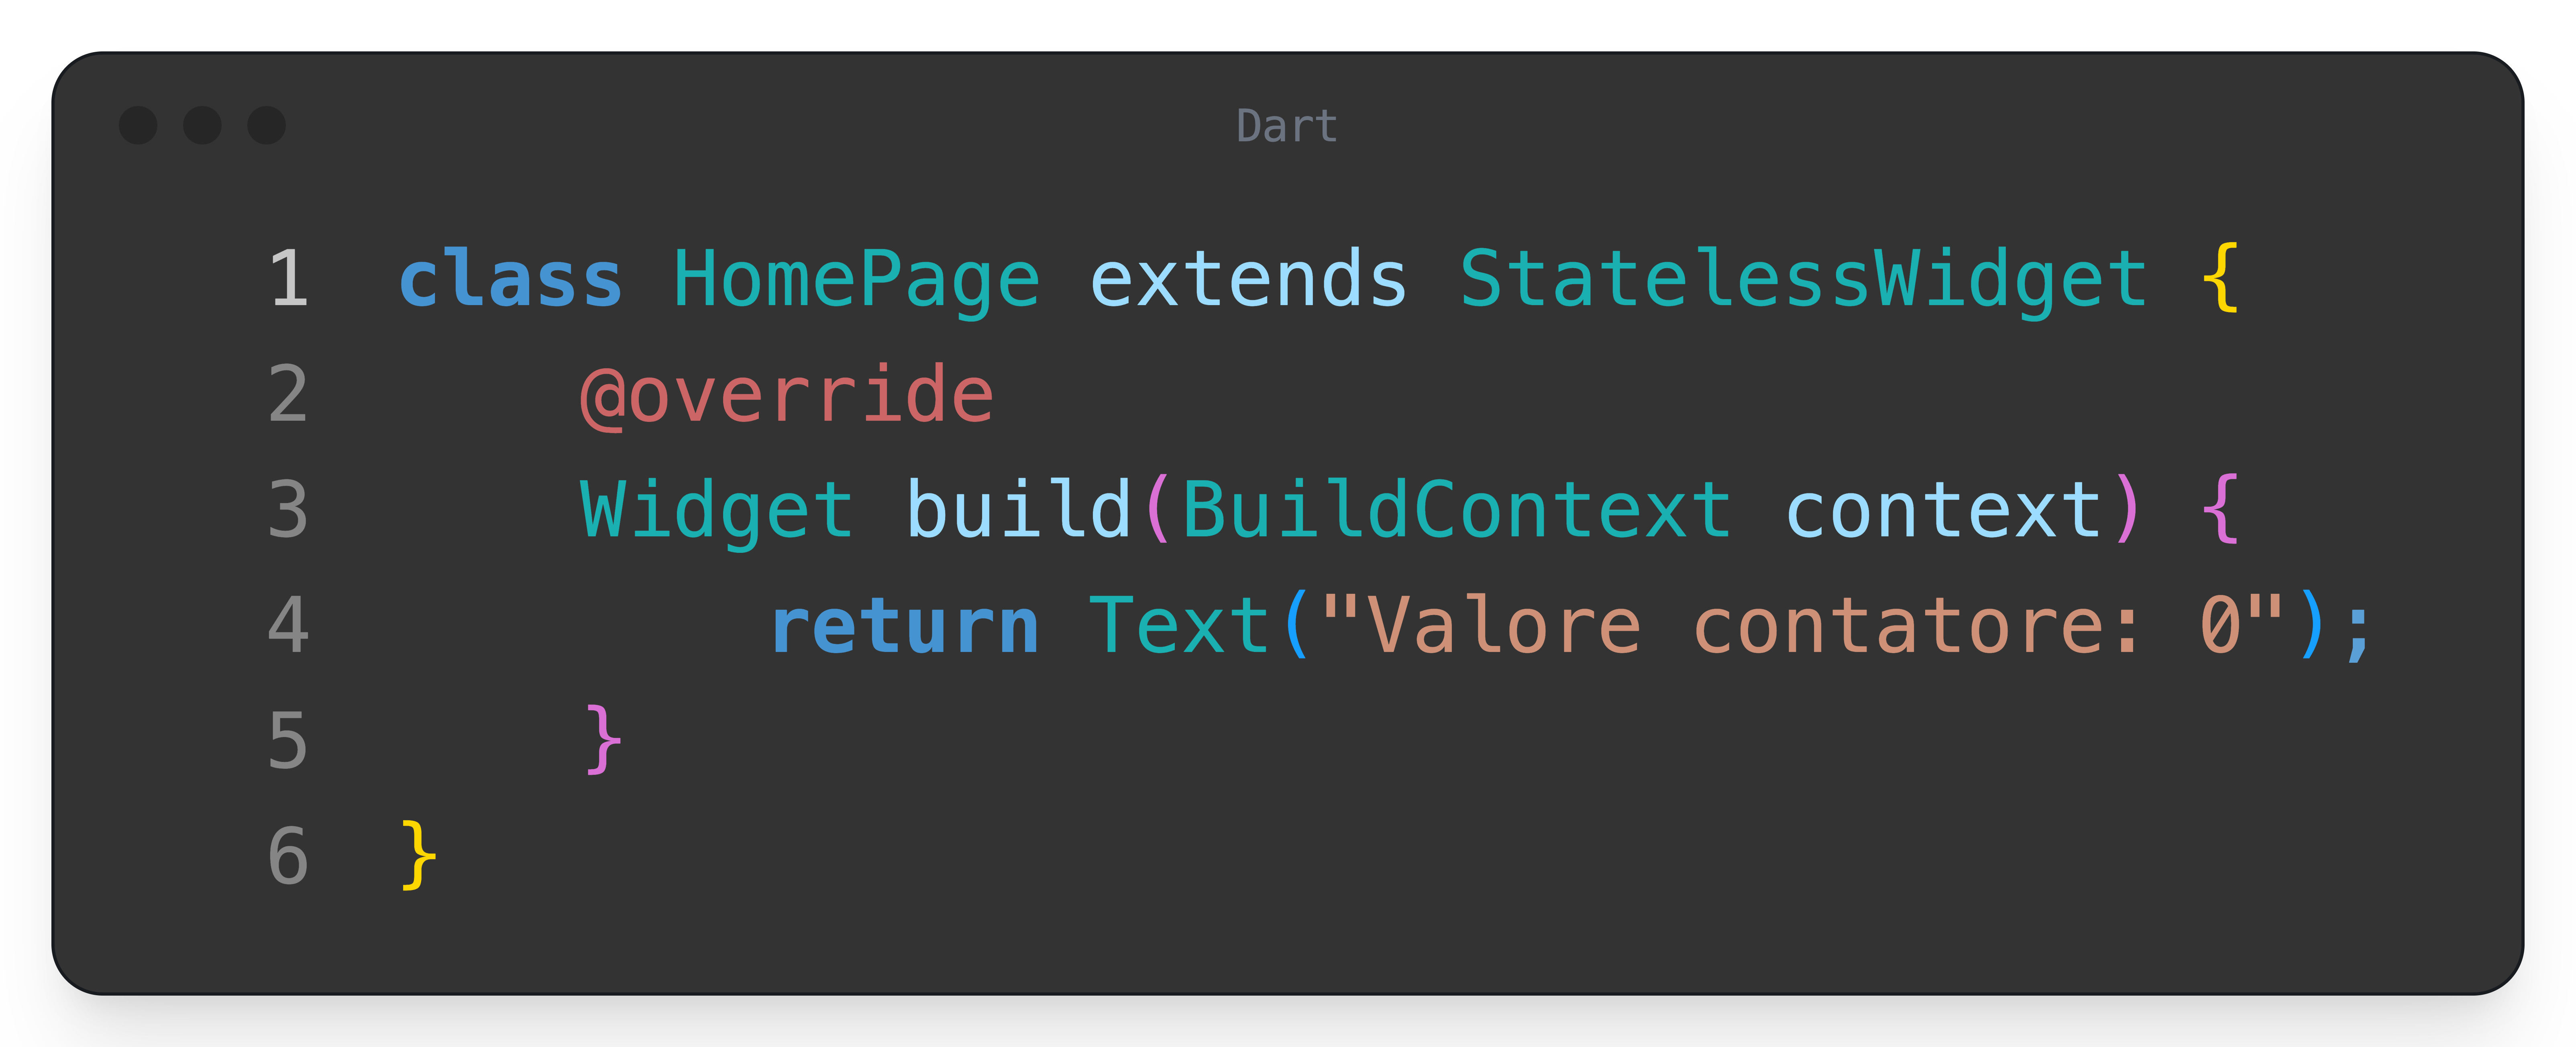 Dart
1 class HomePage extends StatelessWidget {
2     @override
3     Widget build(BuildContext context) {
4         return Text("Valore contatore: 0");
5     }
6 }